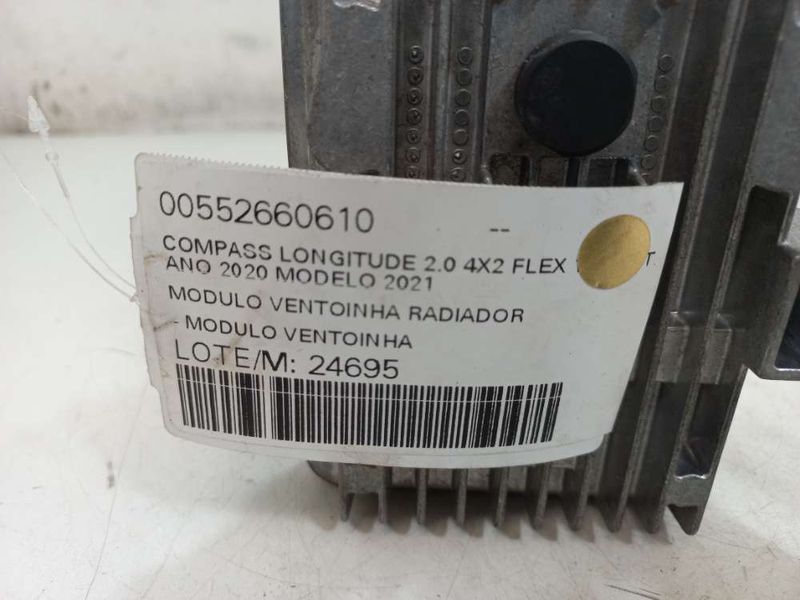 00552660610 --
COMPASS LONGITUDE 2.0 4X2 FLEX
ANO 2020 MODELO 2021
MODULO VENTOINHA RADIADOR
- MODULO VENTOINHA
LOTE/M: 24695